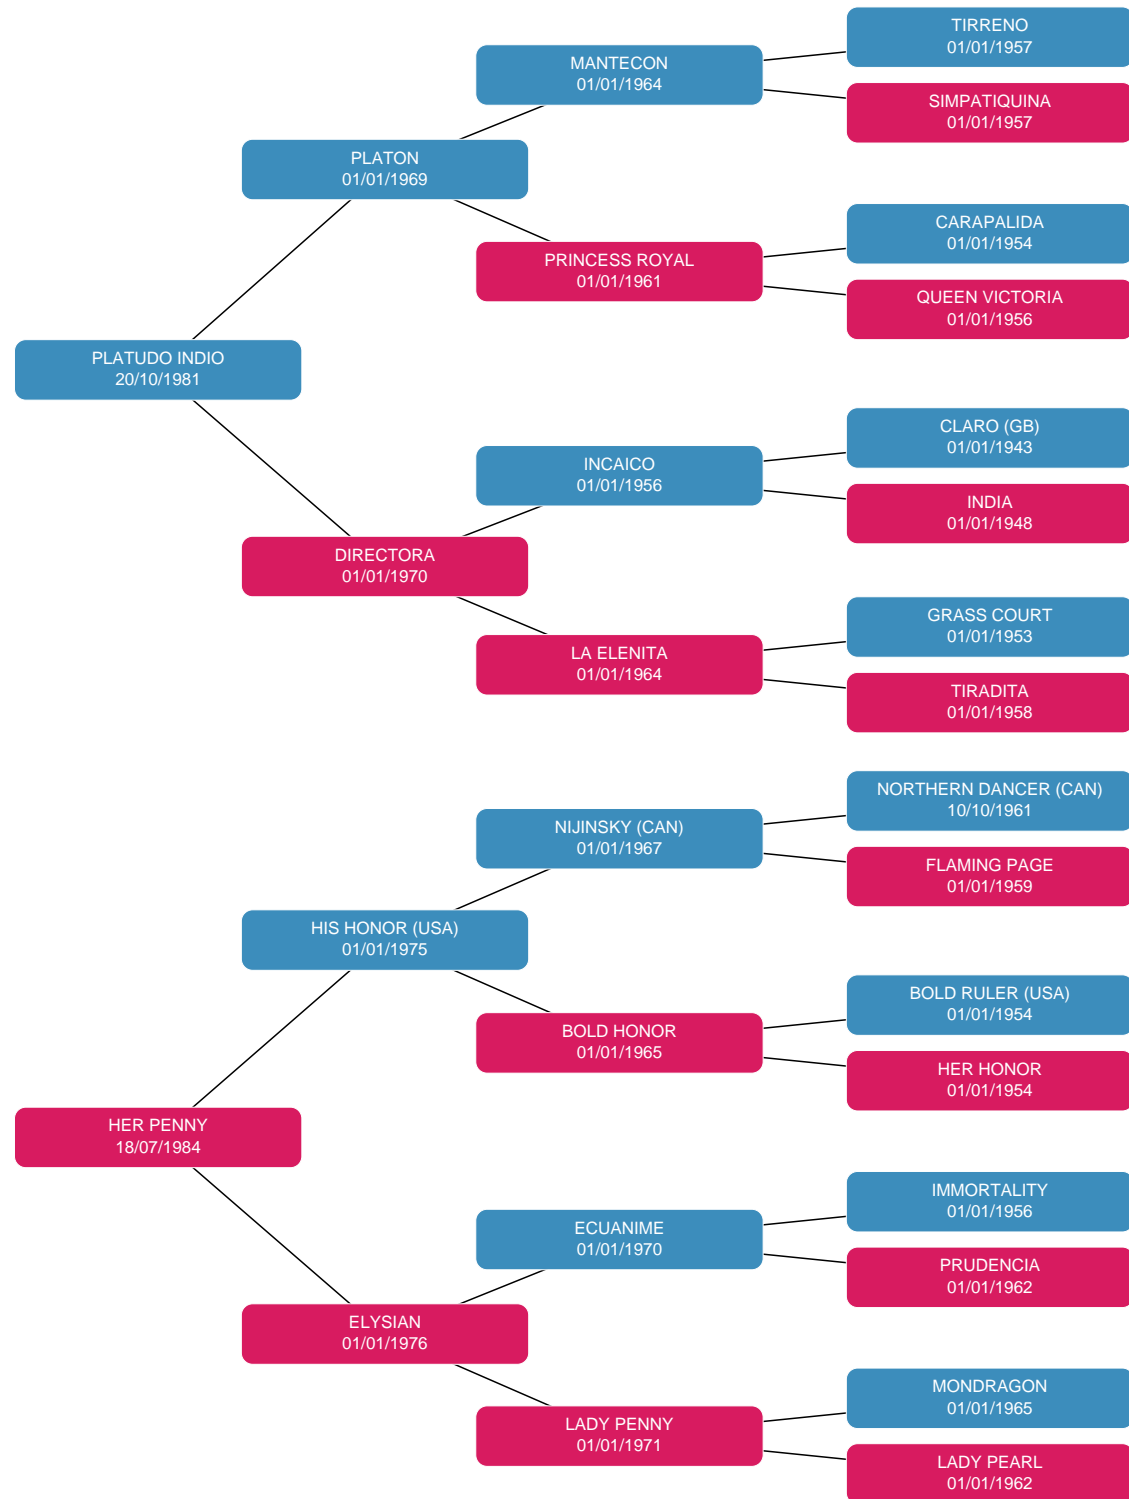 TIRRENO
01/01/1957
MANTECON
01/01/1964
SIMPATIQUINA
01/01/1957
PLATON
01/01/1969
CARAPALIDA
01/01/1954
PRINCESS ROYAL
01/01/1961
QUEEN VICTORIA
01/01/1956
PLATUDO INDIO
20/10/1981
CLARO (GB)
01/01/1943
INCAICO
01/01/1956
INDIA
01/01/1948
DIRECTORA
01/01/1970
GRASS COURT
01/01/1953
LA ELENITA
01/01/1964
TIRADITA
01/01/1958
NORTHERN DANCER (CAN)
10/10/1961
NIJINSKY (CAN)
01/01/1967
FLAMING PAGE
01/01/1959
HIS HONOR (USA)
01/01/1975
BOLD RULER (USA)
01/01/1954
BOLD HONOR
01/01/1965
HER HONOR
01/01/1954
HER PENNY
18/07/1984
IMMORTALITY
01/01/1956
ECUANIME
01/01/1970
PRUDENCIA
01/01/1962
ELYSIAN
01/01/1976
MONDRAGON
01/01/1965
LADY PENNY
01/01/1971
LADY PEARL
01/01/1962